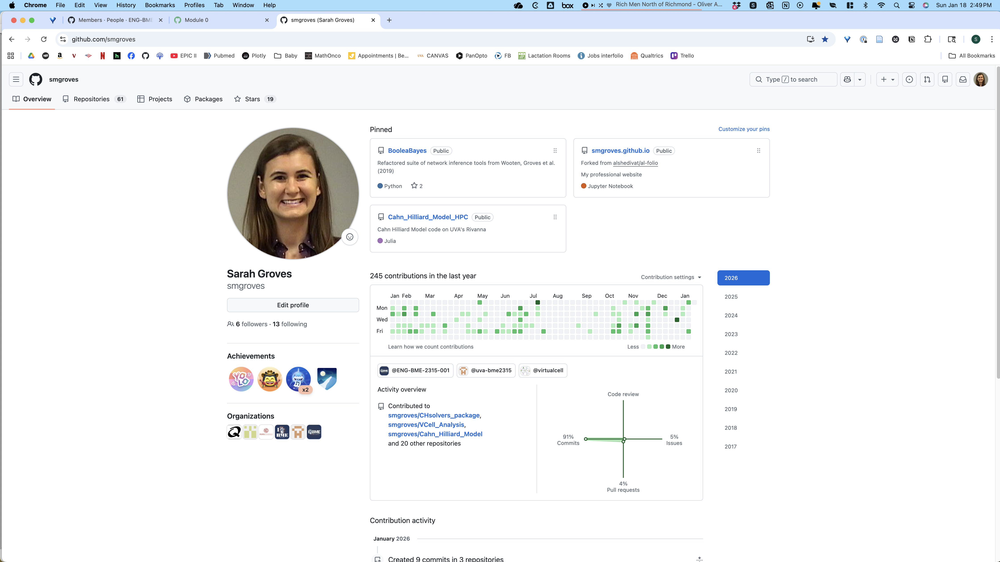 Chrome File Edit View History Bookmarks Profiles Tab Window Help
box
Rich Men North of Richmond - Oliver A...
4
Sun Jan 18 2:49 PM
Members · People · ENG-BME
Module 0
smgroves (Sarah Groves)
github.com/smgroves
S
EPIC II Pubmed Plotly Baby MathOnco Appointments | Be... CANVAS PanOpto FB Lactation Rooms Jobs interfolio Qualtrics Trello
All Bookmarks
smgroves
Type / to search
Overview Repositories 61 Projects Packages Stars 19
Pinned
Customize your pins
BooleaBayes Public
Refactored suite of network inference tools from Wooten, Groves et al.
(2019)
Python 2
smgroves.github.io Public
Forked from alshedivat/al-folio
My professional website
Jupyter Notebook
Cahn_Hilliard_Model_HPC Public
Cahn Hilliard Model code on UVA's Rivanna
Julia
Sarah Groves
smgroves
Edit profile
6 followers · 13 following
Achievements
YOLO
x2
Organizations
245 contributions in the last year
Contribution settings
Jan Feb Mar Apr May Jun Jul Aug Sep Oct Nov Dec Jan
Mon
Wed
Fri
Learn how we count contributions
Less More
@ENG-BME-2315-001 @uva-bme2315 @virtualcell
Activity overview
Contributed to
smgroves/CHsolvers_package,
smgroves/VCell_Analysis,
smgroves/Cahn_Hilliard_Model
and 20 other repositories
Code review
91%
Commits
5%
Issues
4%
Pull requests
2026
2025
2024
2023
2022
2021
2020
2019
2018
2017
Contribution activity
January 2026
Created 9 commits in 3 repositories